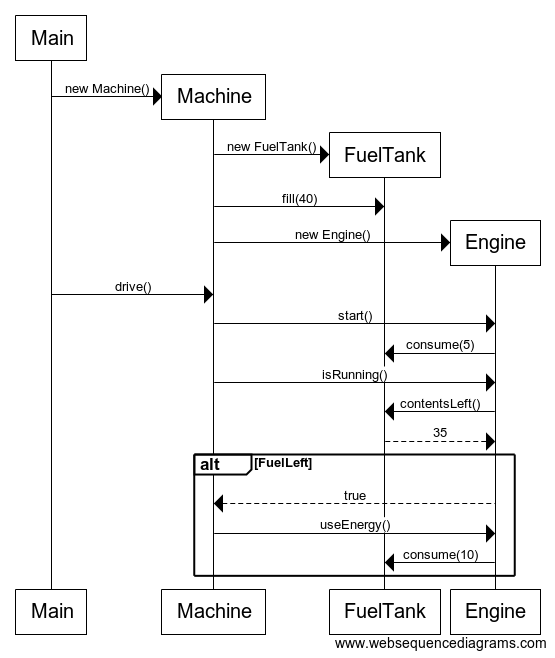 Main
new Machine()
Machine
new FuelTank()
FuelTank
fill(40)
new Engine()
Engine
drive()
start()
consume(5)
isRunning()
contentsLeft()
35
alt [FuelLeft]
true
useEnergy()
consume(10)
Main Machine FuelTank Engine
www.websequencediagrams.com